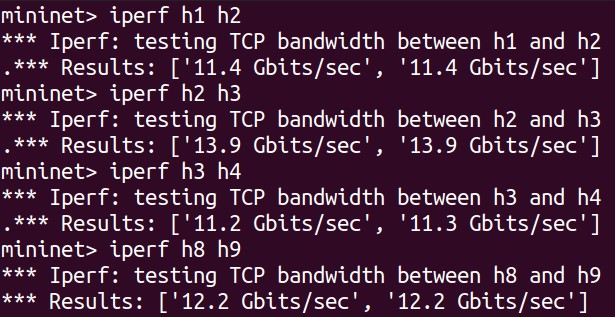 mininet> iperf h1 h2
*** Iperf: testing TCP bandwidth between h1 and h2
.*** Results: ['11.4 Gbits/sec', '11.4 Gbits/sec']
mininet> iperf h2 h3
*** Iperf: testing TCP bandwidth between h2 and h3
*** Results: ['13.9 Gbits/sec', '13.9 Gbits/sec']
mininet> iperf h3 h4
*** Iperf: testing TCP bandwidth between h3 and h4
.*** Results: ['11.2 Gbits/sec', '11.3 Gbits/sec']
mininet> iperf h8 h9
*** Iperf: testing TCP bandwidth between h8 and h9
*** Results: ['12.2 Gbits/sec', '12.2 Gbits/sec']